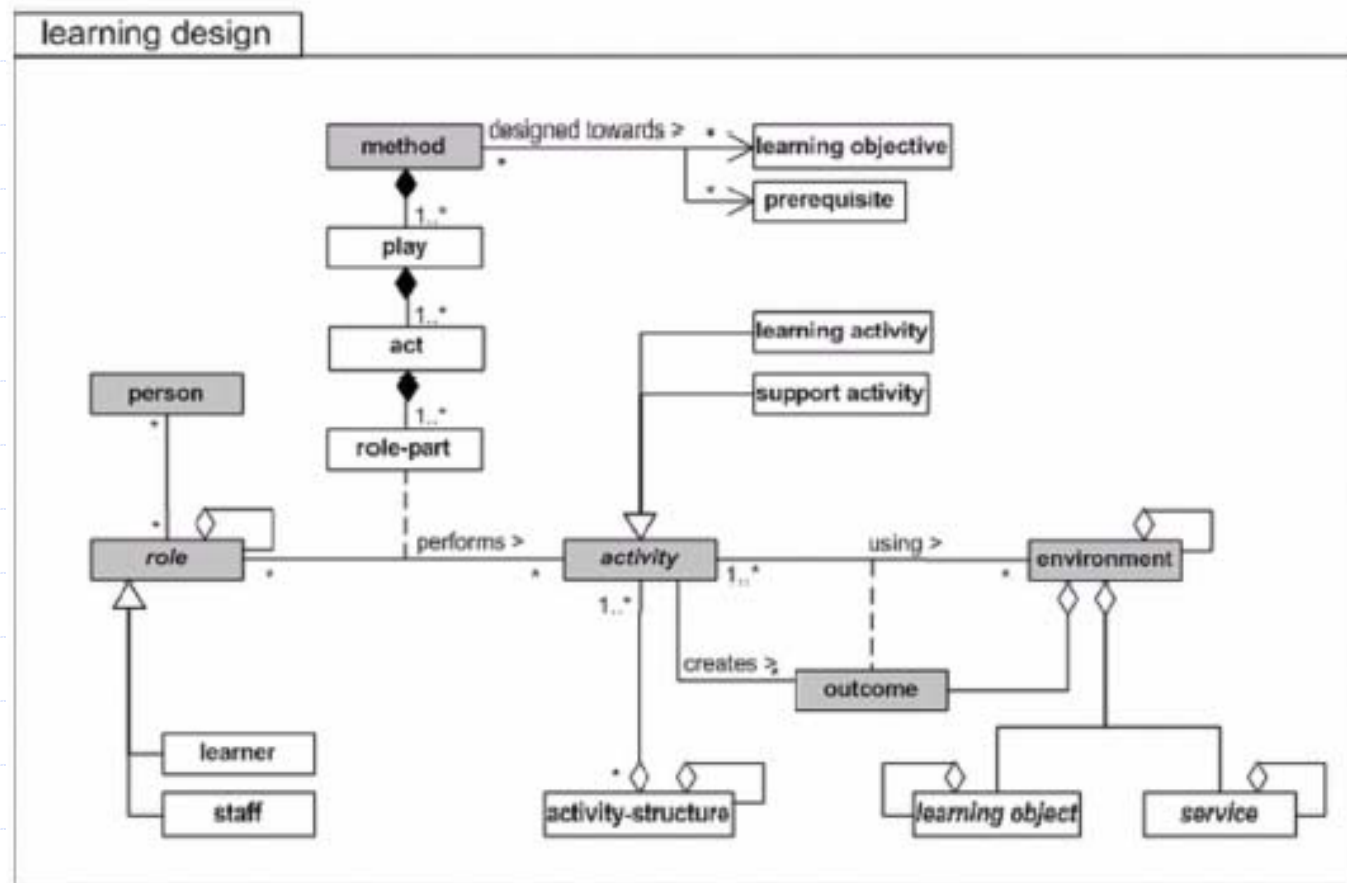 learning design
method
designed towards >
*
*
learning objective
*
prerequisite
1..*
play
1..*
act
1..*
role-part
learning activity
support activity
person
*
*
role
*
performs >
*
activity
1..*
using >
*
environment
1..*
creates >
*
outcome
learner
staff
*
activity-structure
learning object
service